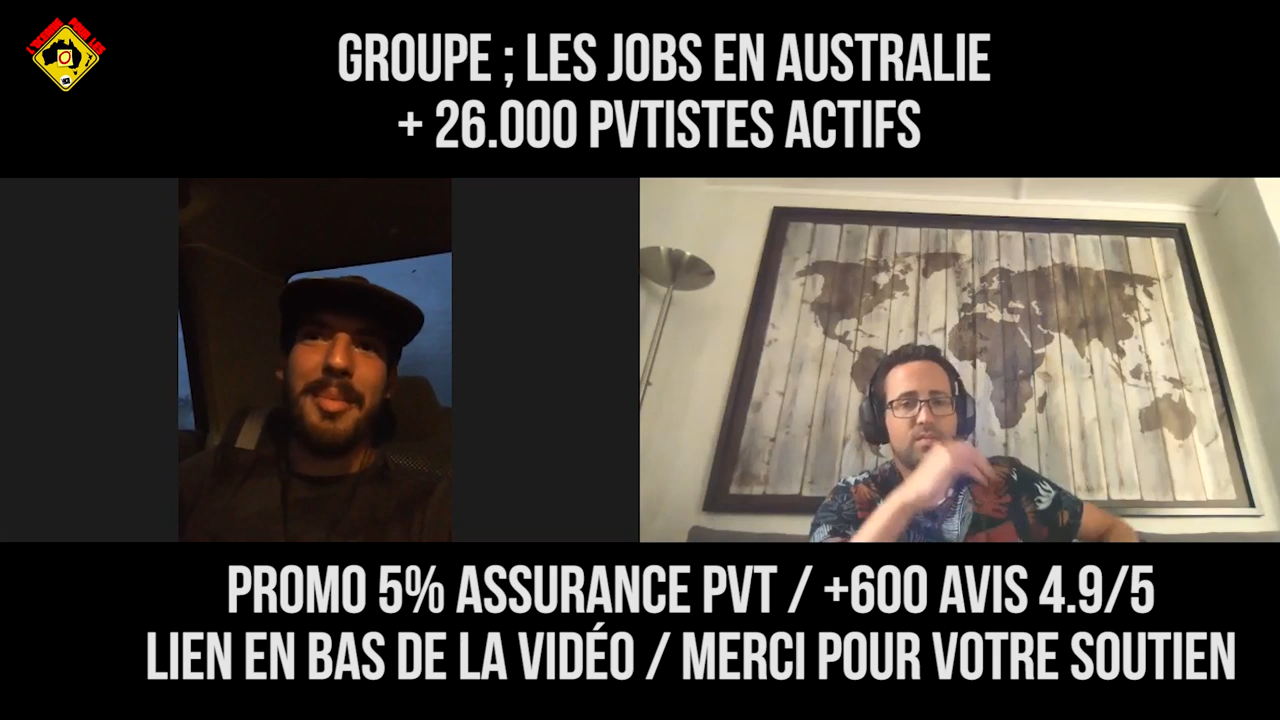 GROUPE ; LES JOBS EN AUSTRALIE
+ 26.000 PVTISTES ACTIFS
PROMO 5% ASSURANCE PVT / +600 AVIS 4.9/5
LIEN EN BAS DE LA VIDÉO / MERCI POUR VOTRE SOUTIEN